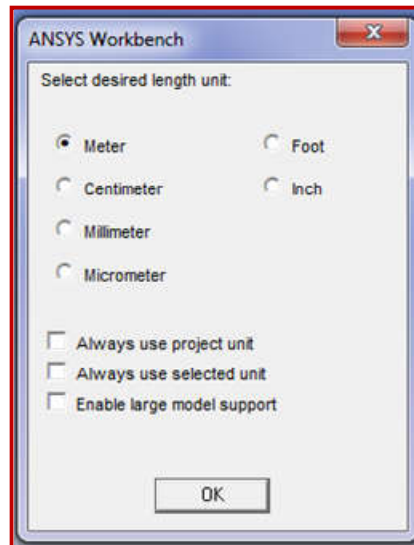 ANSYS Workbench
Select desired length unit:
Meter Foot
Centimeter Inch
Millimeter
Micrometer
Always use project unit
Always use selected unit
Enable large model support
OK